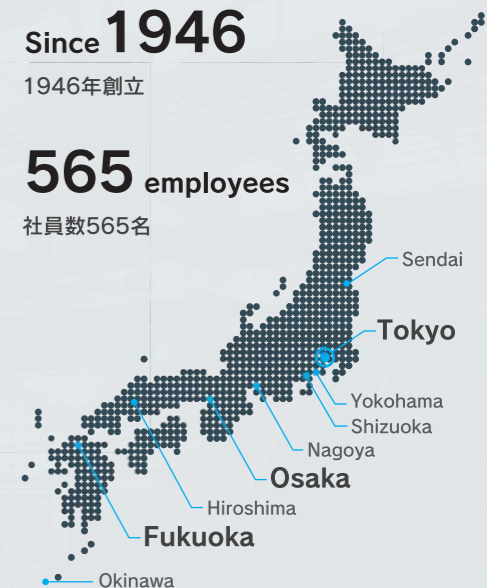 Since 1946
1946年創立
565 employees
社員数565名
Sendai
Tokyo
Yokohama
Shizuoka
Nagoya
Osaka
Hiroshima
Fukuoka
Okinawa